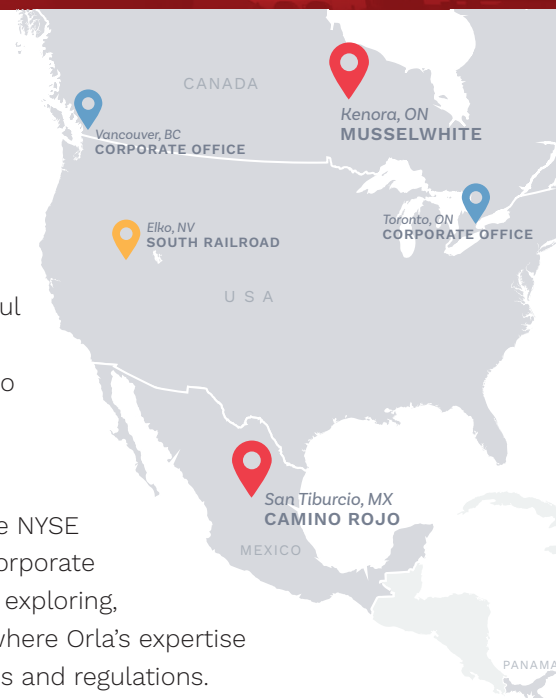 CANADA
Kenora, ON
MUSSELWHITE
Vancouver, BC
CORPORATE OFFICE
Toronto, ON
CORPORATE OFFICE
Elko, NV
SOUTH RAILROAD
USA
San Tiburcio, MX
CAMINO ROJO
MEXICO
PANAMA
NYSE
orporate
exploring,
where Orla's expertise
s and regulations.